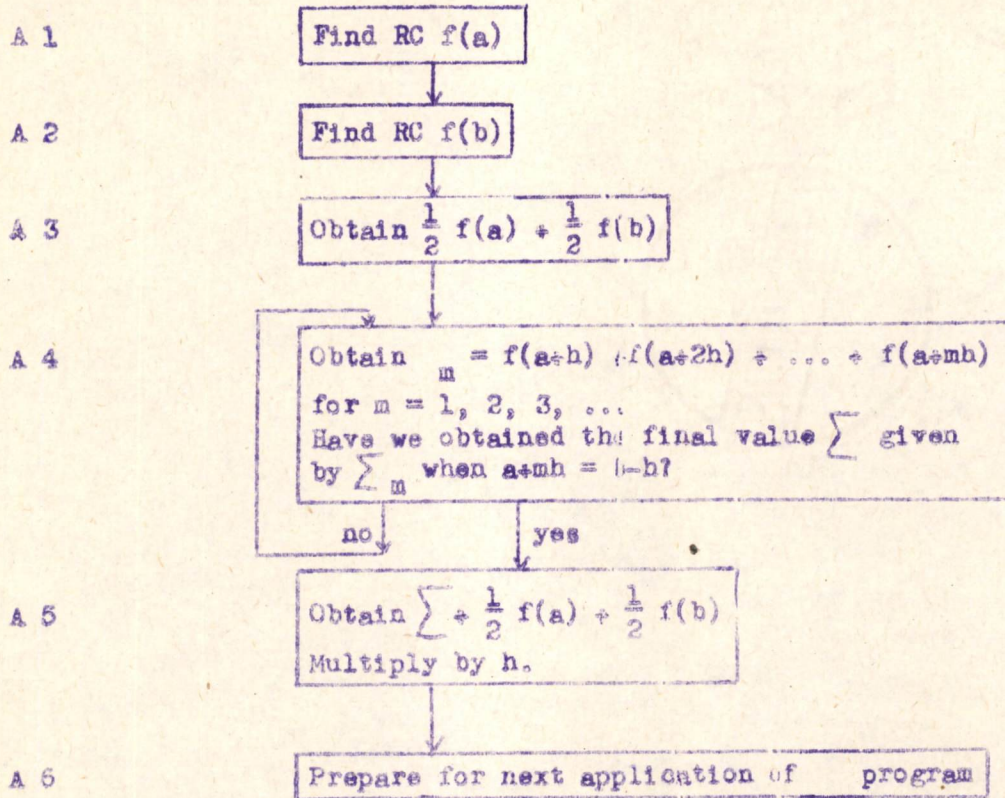 A 1 Find RC f(a)
A 2 Find RC f(b)
A 3 Obtain 1/2 f(a) + 1/2 f(b)
A 4 Obtain m = f(a+h) + f(a+2h) + ... + f(a+mh)
for m = 1, 2, 3, ...
Have we obtained the final value ∑ given
by ∑ m when a+mh = b-h?
no yes
A 5 Obtain ∑ + 1/2 f(a) + 1/2 f(b)
Multiply by h.
A 6 Prepare for next application of program